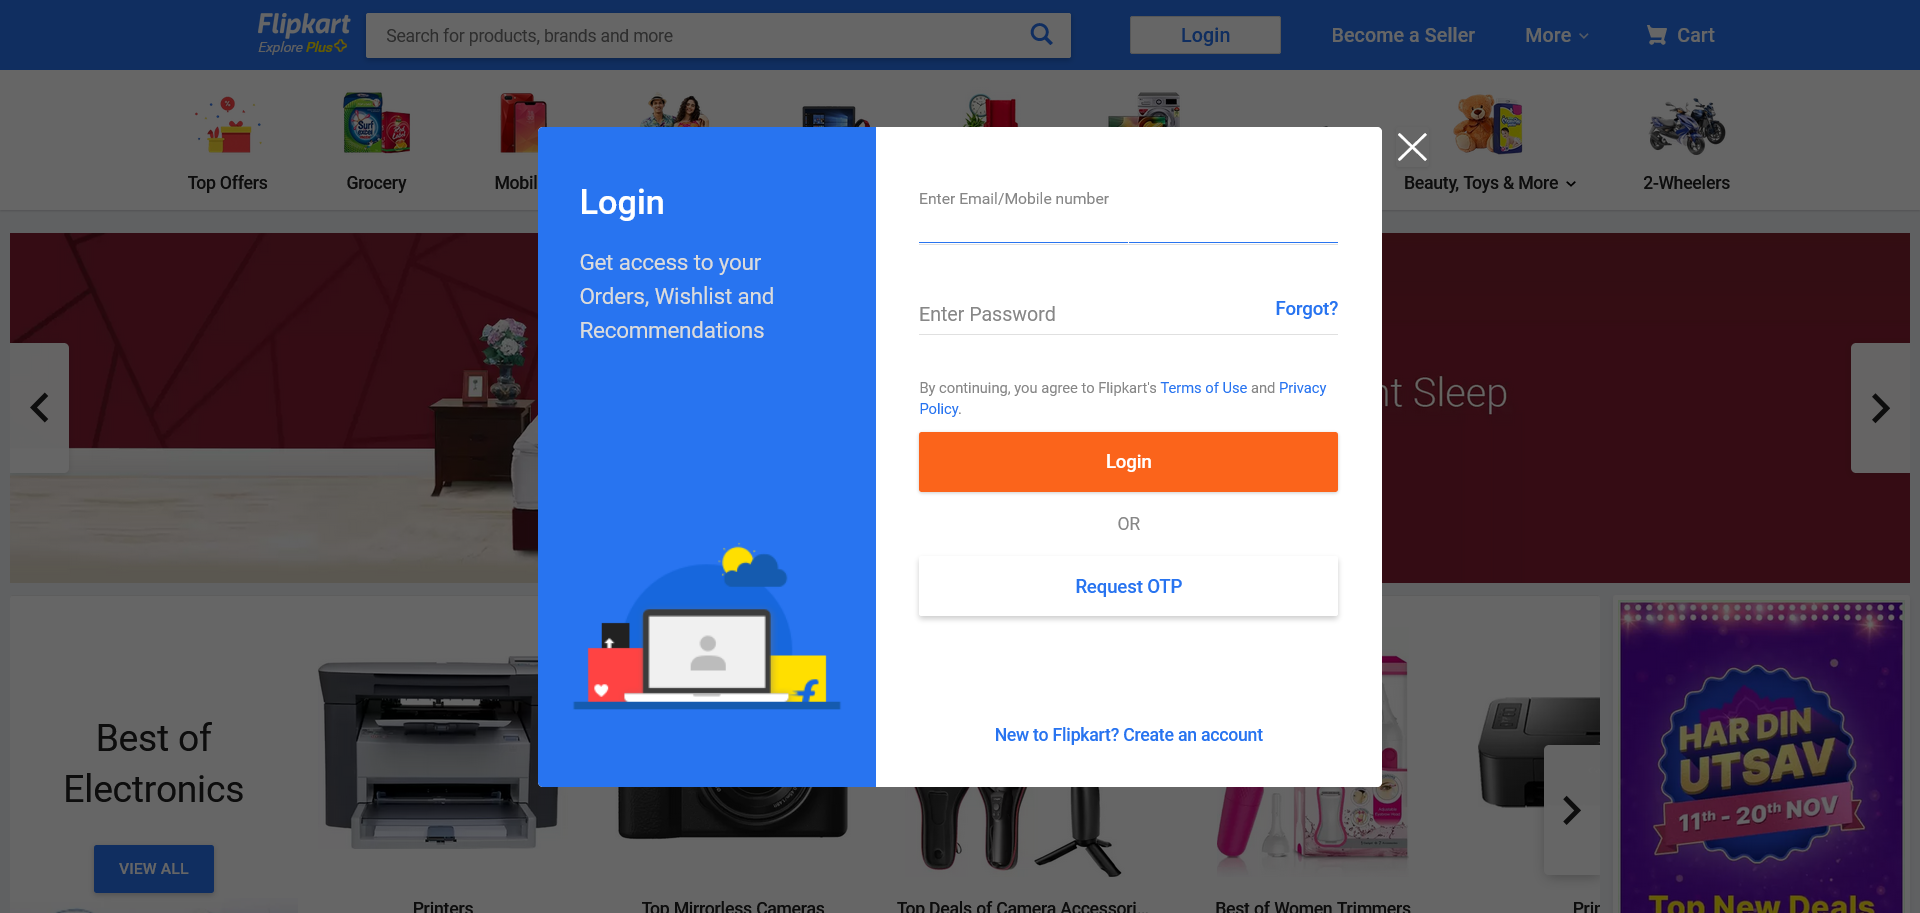 Flipkart
Explore Plus
Search for products, brands and more
Login
Become a Seller
More
Cart
Top Offers
Grocery
Mobil
Beauty, Toys & More
2-Wheelers
Login
Get access to your
Orders, Wishlist and
Recommendations
Enter Email/Mobile number
Enter Password
Forgot?
By continuing, you agree to Flipkart's Terms of Use and Privacy
Policy.
Login
OR
Request OTP
New to Flipkart? Create an account
nt Sleep
Best of
Electronics
VIEW ALL
Printers
Top Mirrorless Cameras
Top Deals of Camera Accessori...
Best of Women Trimmers
Prin
HAR DIN
UTSAV
11th - 20th NOV
Top New Deals